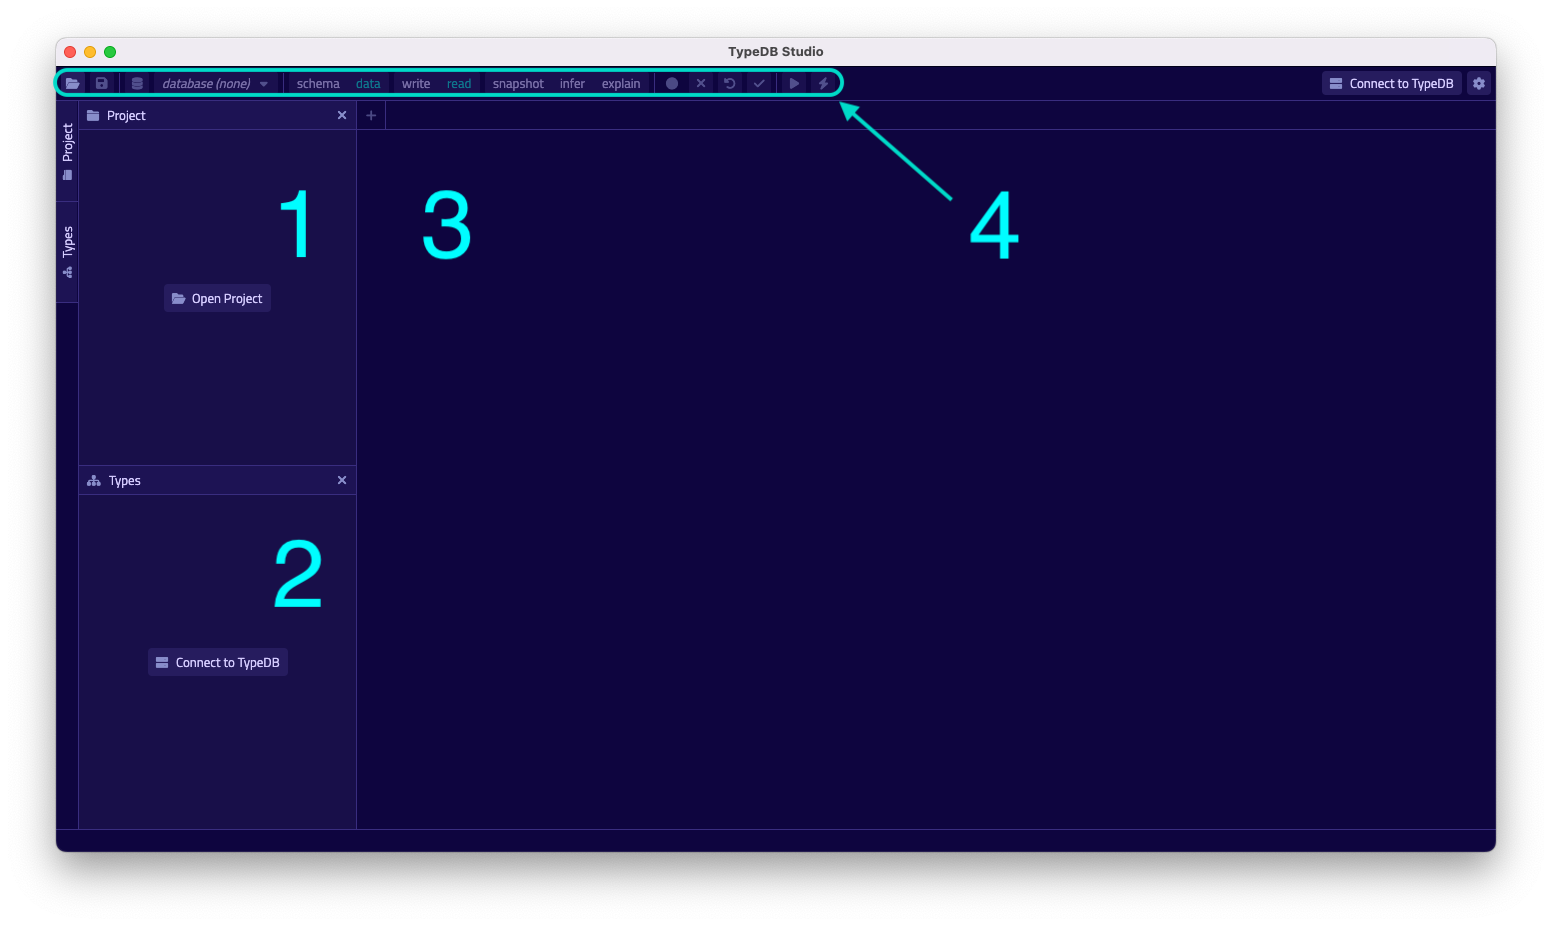 TypeDB Studio
database (none) schema data write read snapshot infer explain Connect to TypeDB
Project
Project
1
3
4
Types
Open Project
Types
2
Connect to TypeDB